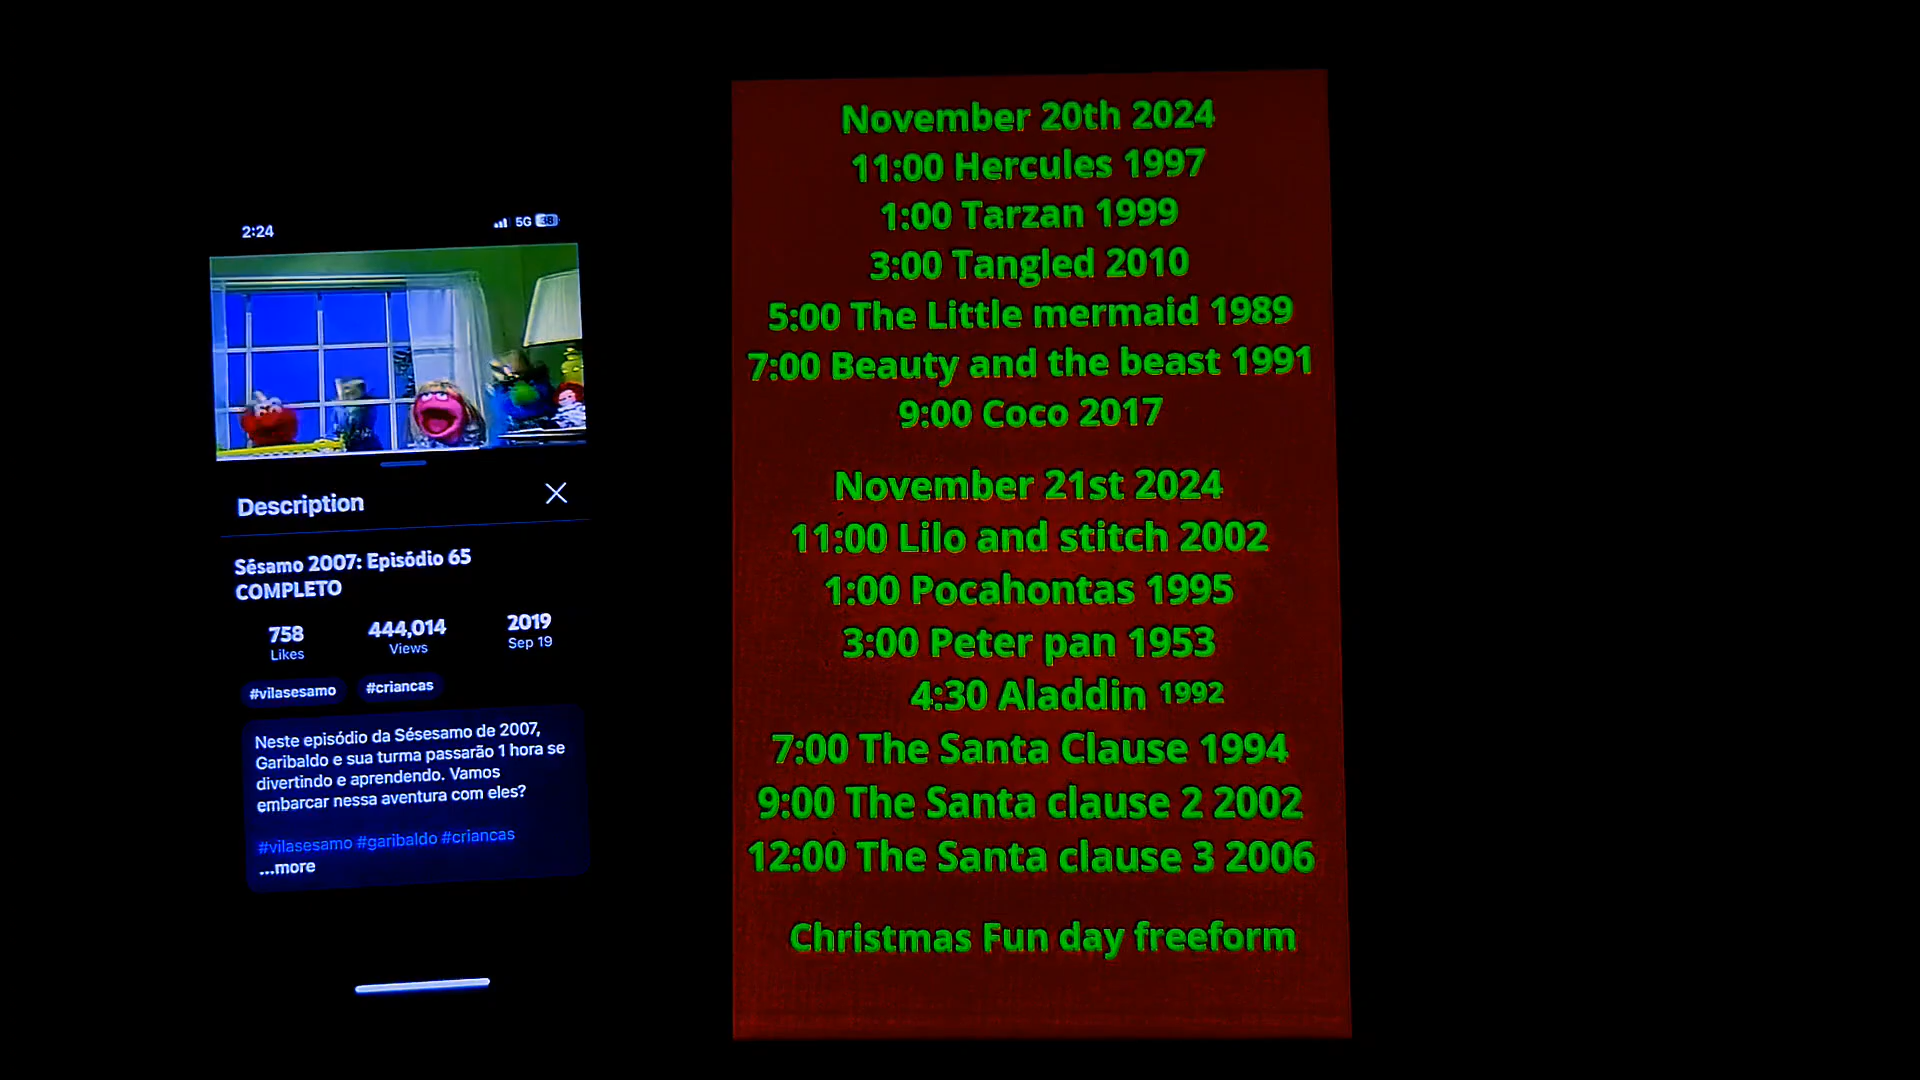 2:24
5G 38
Description
Sésamo 2007: Episódio 65
COMPLETO
758
Likes
444,014
Views
2019
Sep 19
#vilasesamo #criancas
Neste episódio da Sésesamo de 2007,
Garibaldo e sua turma passarão 1 hora se
divertindo e aprendendo. Vamos
embarcar nessa aventura com eles?
#vilasesamo #garibaldo #criancas
...more
November 20th 2024
11:00 Hercules 1997
1:00 Tarzan 1999
3:00 Tangled 2010
5:00 The Little mermaid 1989
7:00 Beauty and the beast 1991
9:00 Coco 2017
November 21st 2024
11:00 Lilo and stitch 2002
1:00 Pocahontas 1995
3:00 Peter pan 1953
4:30 Aladdin 1992
7:00 The Santa Clause 1994
9:00 The Santa clause 2 2002
12:00 The Santa clause 3 2006
Christmas Fun day freeform